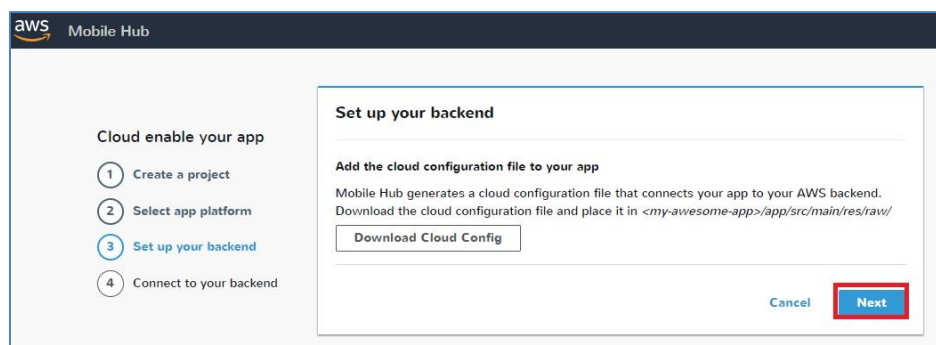 aws
Mobile Hub
Cloud enable your app
1 Create a project
2 Select app platform
3 Set up your backend
4 Connect to your backend
Set up your backend
Add the cloud configuration file to your app
Mobile Hub generates a cloud configuration file that connects your app to your AWS backend.
Download the cloud configuration file and place it in <my-awesome-app>/app/src/main/res/raw/
Download Cloud Config
Cancel
Next